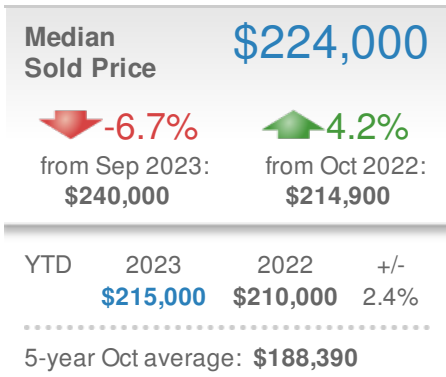 Median
Sold Price
$224,000
-6.7%
from Sep 2023:
$240,000
4.2%
from Oct 2022:
$214,900
YTD 2023 2022 +/-
$215,000 $210,000 2.4%
5-year Oct average: $188,390